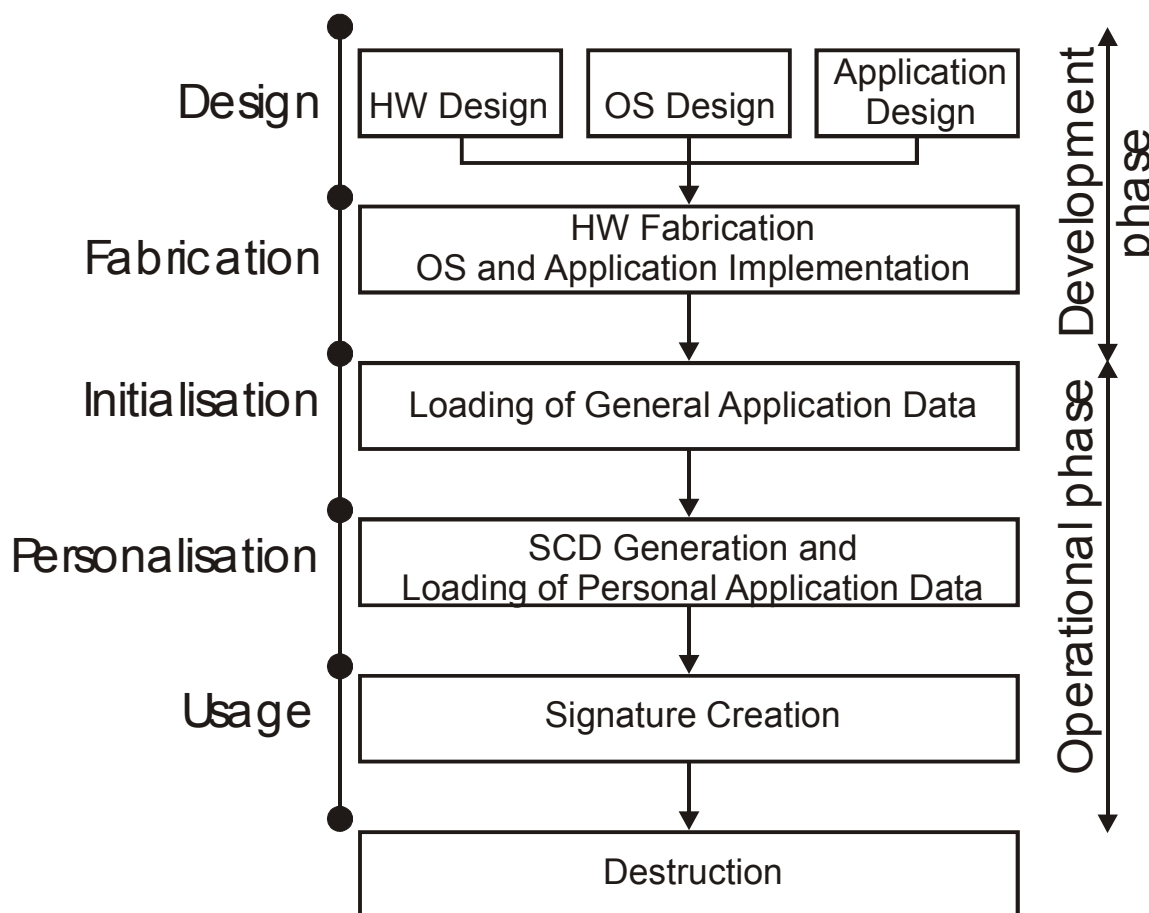 Design
HW Design
OS Design
Application
Design
Development
phase
Fabrication
HW Fabrication
OS and Application Implementation
Initialisation
Loading of General Application Data
Operational phase
Personalisation
SCD Generation and
Loading of Personal Application Data
Usage
Signature Creation
Destruction